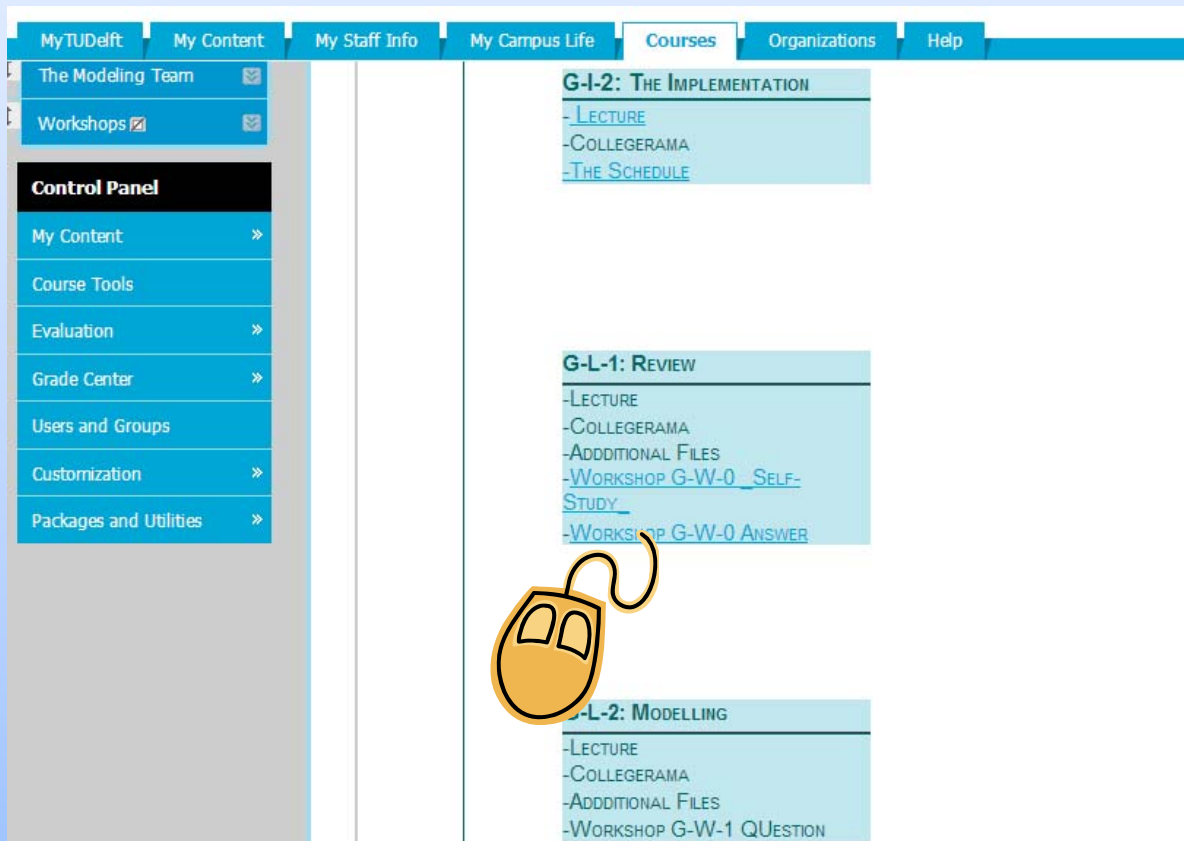 MyTUDelft My Content My Staff Info My Campus Life Courses Organizations Help
The Modeling Team
Workshops
Control Panel
My Content »
Course Tools
Evaluation »
Grade Center »
Users and Groups
Customization »
Packages and Utilities »
G-I-2: The Implementation
- Lecture
-Collegerama
-The Schedule
G-L-1: Review
-Lecture
-Collegerama
-Addditional Files
-Workshop G-W-0 _Self-
Study_
-Workshop G-W-0 Answer
G-L-2: Modelling
-Lecture
-Collegerama
-Addditional Files
-Workshop G-W-1 QUestion